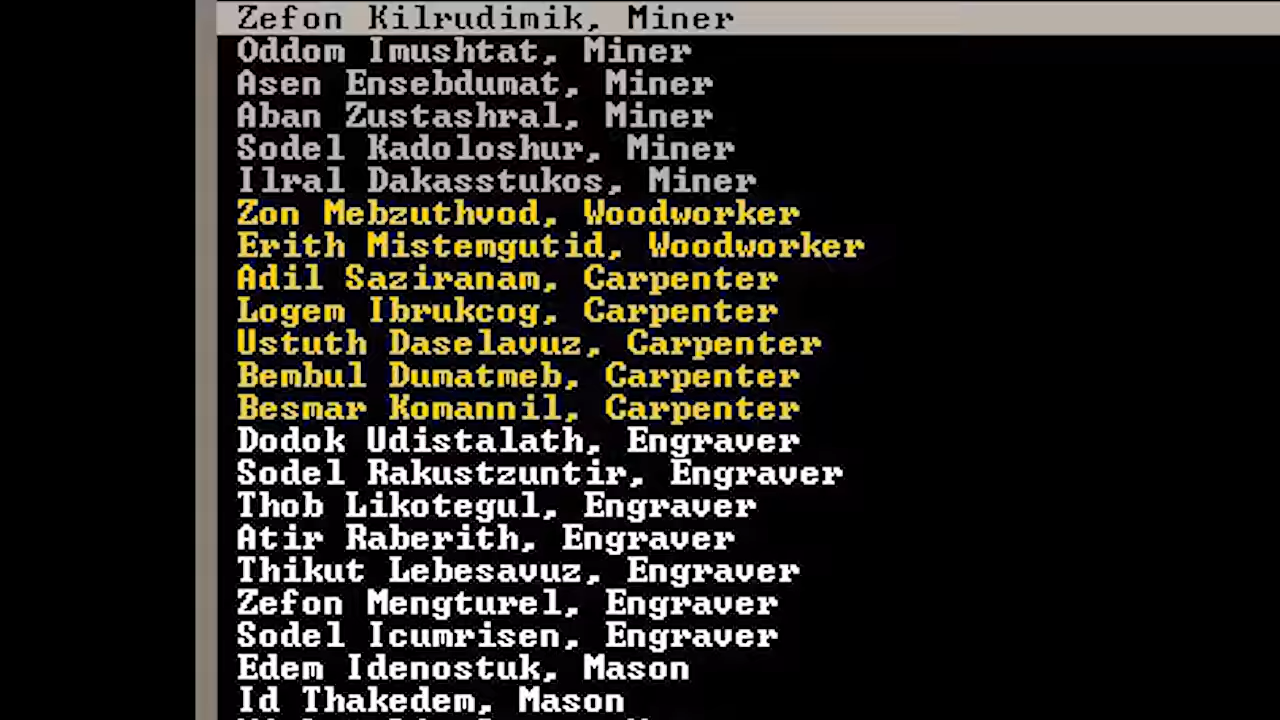 Zefon Kilrudimik, Miner
Oddom Imushtat, Miner
Asen Ensebdumat, Miner
Aban Zustashral, Miner
Sodel Kadoloshur, Miner
Ilral Dakasstukos, Miner
Zon Mebzuthvod, Woodworker
Erith Mistemgutid, Woodworker
Adil Saziranam, Carpenter
Logem Ibrukcog, Carpenter
Ustuth Daselavuz, Carpenter
Bembul Dumatmeb, Carpenter
Besmar Komannil, Carpenter
Dodok Udistalath, Engraver
Sodel Rakustzuntir, Engraver
Thob Likotegul, Engraver
Atir Raberith, Engraver
Thikut Lebesavuz, Engraver
Zefon Mengturel, Engraver
Sodel Icumrisen, Engraver
Edem Idenostuk, Mason
Id Thakedem, Mason